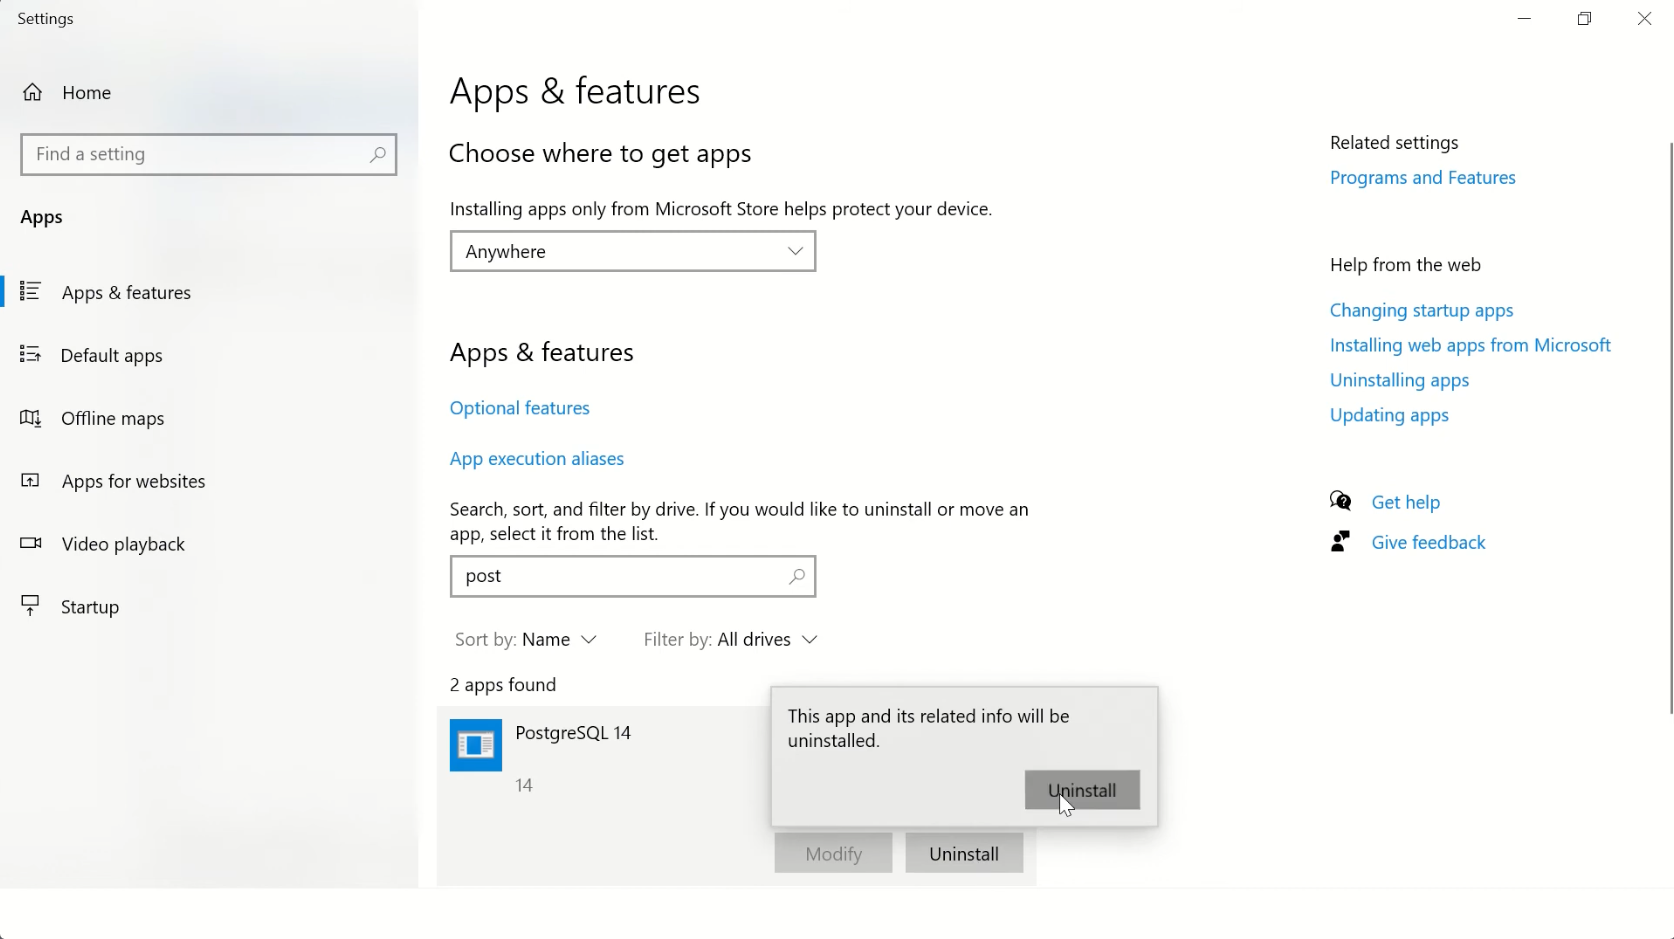 Settings
Home
Find a setting
Apps
Apps & features
Default apps
Offline maps
Apps for websites
Video playback
Startup
Apps & features
Choose where to get apps
Installing apps only from Microsoft Store helps protect your device.
Anywhere
Apps & features
Optional features
App execution aliases
Search, sort, and filter by drive. If you would like to uninstall or move an
app, select it from the list.
post
Sort by: Name
Filter by: All drives
2 apps found
PostgreSQL 14
14
This app and its related info will be
uninstalled.
Uninstall
Modify
Uninstall
Related settings
Programs and Features
Help from the web
Changing startup apps
Installing web apps from Microsoft
Uninstalling apps
Updating apps
Get help
Give feedback